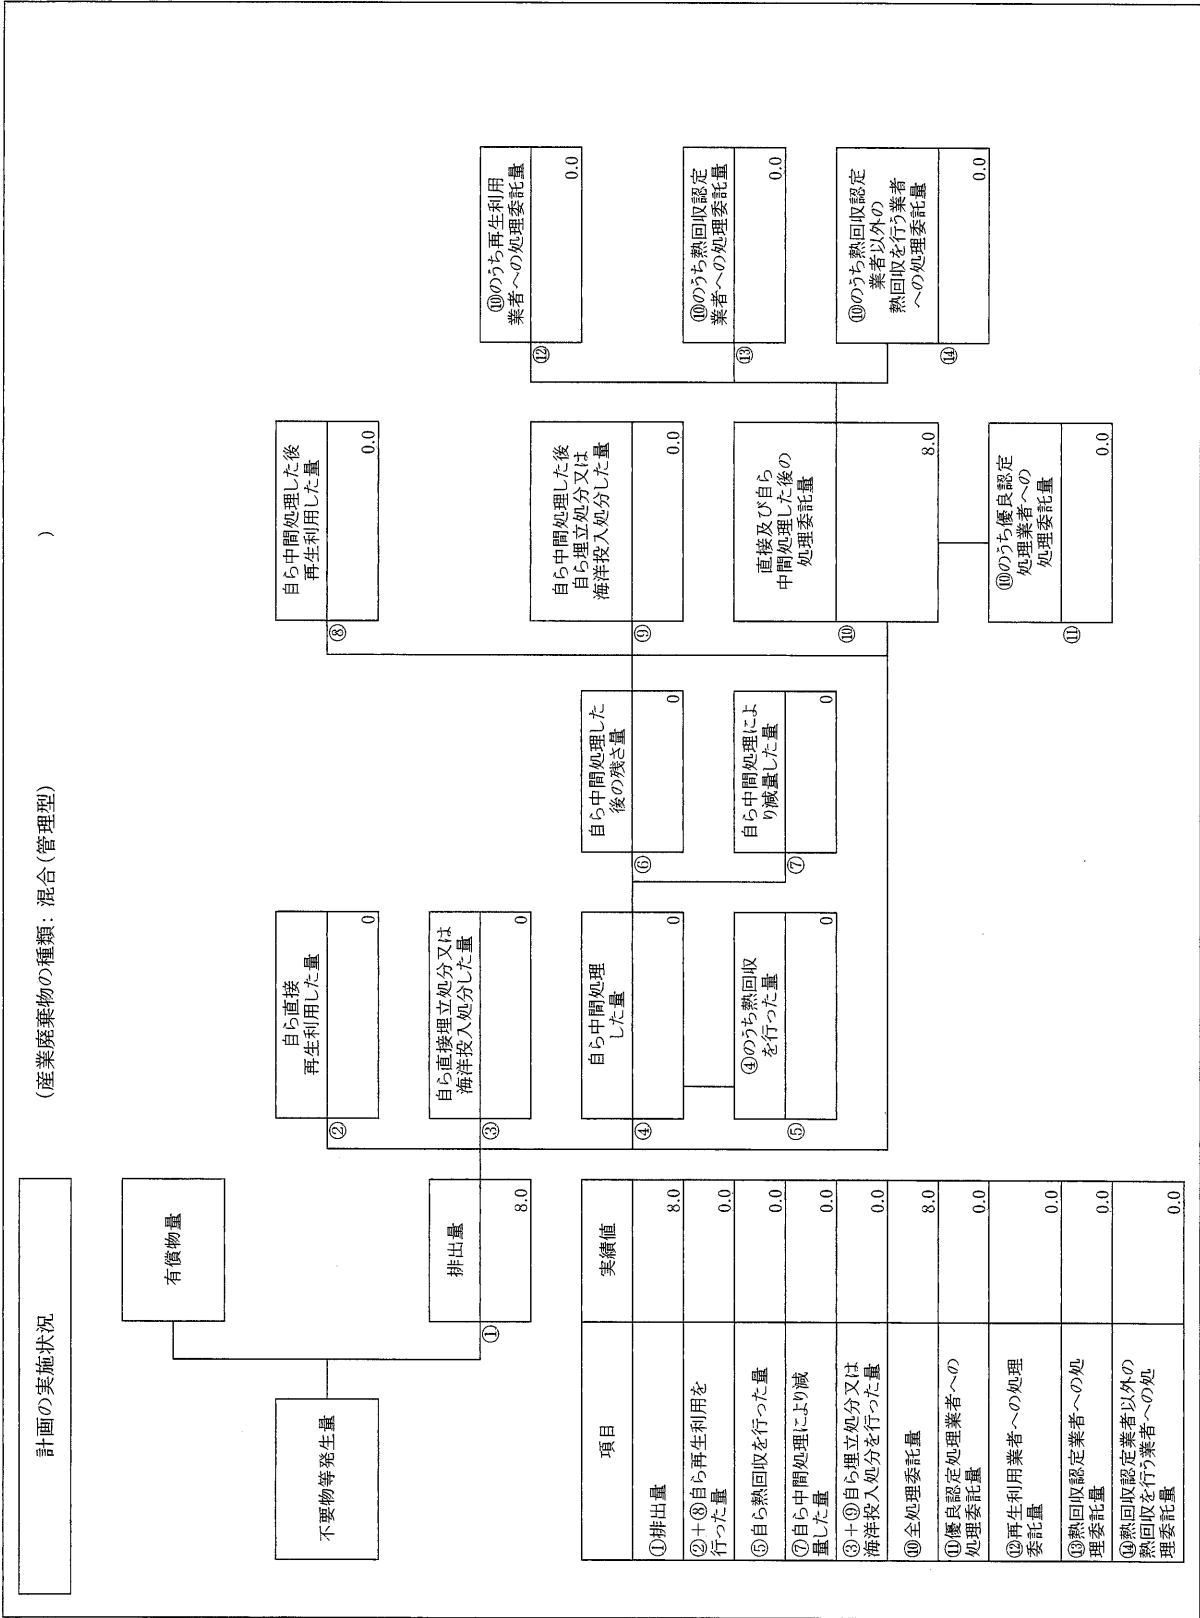 計画の実施状況
(産業廃棄物の種類: 混合(管理型)
)
不要物等発生量
有償物量
①
排出量
8.0
②
自ら直接
再生利用した量
0
③
自ら直接埋立処分又は
海洋投入処分した量
0
④
自ら中間処理
した量
0
⑤
④のうち熱回収
を行った量
0
⑥
自ら中間処理した
後の残さ量
0
⑦
自ら中間処理によ
り減量した量
0
⑧
自ら中間処理した後
再生利用した量
0.0
⑨
自ら中間処理した後
自ら埋立処分又は
海洋投入処分した量
0.0
⑩
直接及び自ら
中間処理した後の
処理委託量
8.0
⑪
⑩のうち優良認定
処理業者への
処理委託量
0.0
⑫
⑩のうち再生利用
業者への処理委託量
0.0
⑬
⑩のうち熱回収認定
業者への処理委託量
0.0
⑭
⑩のうち熱回収認定
業者以外の
熱回収を行う業者
への処理委託量
0.0
項目 実績値
①排出量 8.0
②+⑧自ら再生利用を
行った量 0.0
⑤自ら熱回収を行った量 0.0
⑦自ら中間処理により減
量した量 0.0
③+⑨自ら埋立処分又は
海洋投入処分を行った量 0.0
⑩全処理委託量 8.0
⑪優良認定処理業者への
処理委託量 0.0
⑫再生利用業者への処理
委託量 0.0
⑬熱回収認定業者への処
理委託量 0.0
⑭熱回収認定業者以外の
熱回収を行う業者への処
理委託量 0.0